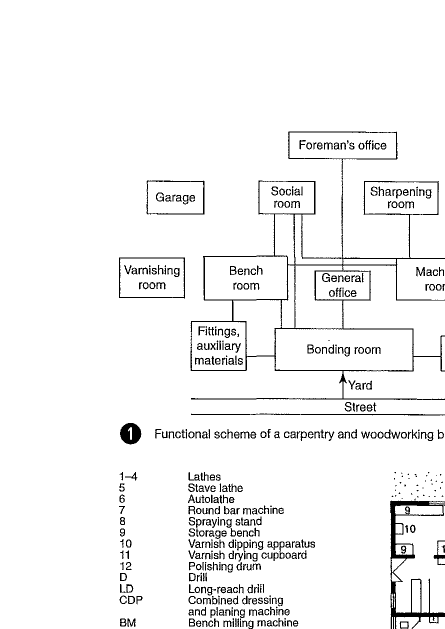 Foreman's office
Garage
Social
room
Sharpening
room
Varnishing
room
Bench
room
General
office
Mach
roor
Fittings,
auxiliary
materials
Bonding room
Yard
Street
1 Functional scheme of a carpentry and woodworking b
1–4 Lathes
5 Stave lathe
6 Autolathe
7 Round bar machine
8 Spraying stand
9 Storage bench
10 Varnish dipping apparatus
11 Varnish drying cupboard
12 Polishing drum
D Drill
LD Long-reach drill
CDP Combined dressing
and planing machine
BM Bench milling machine
9
10
9